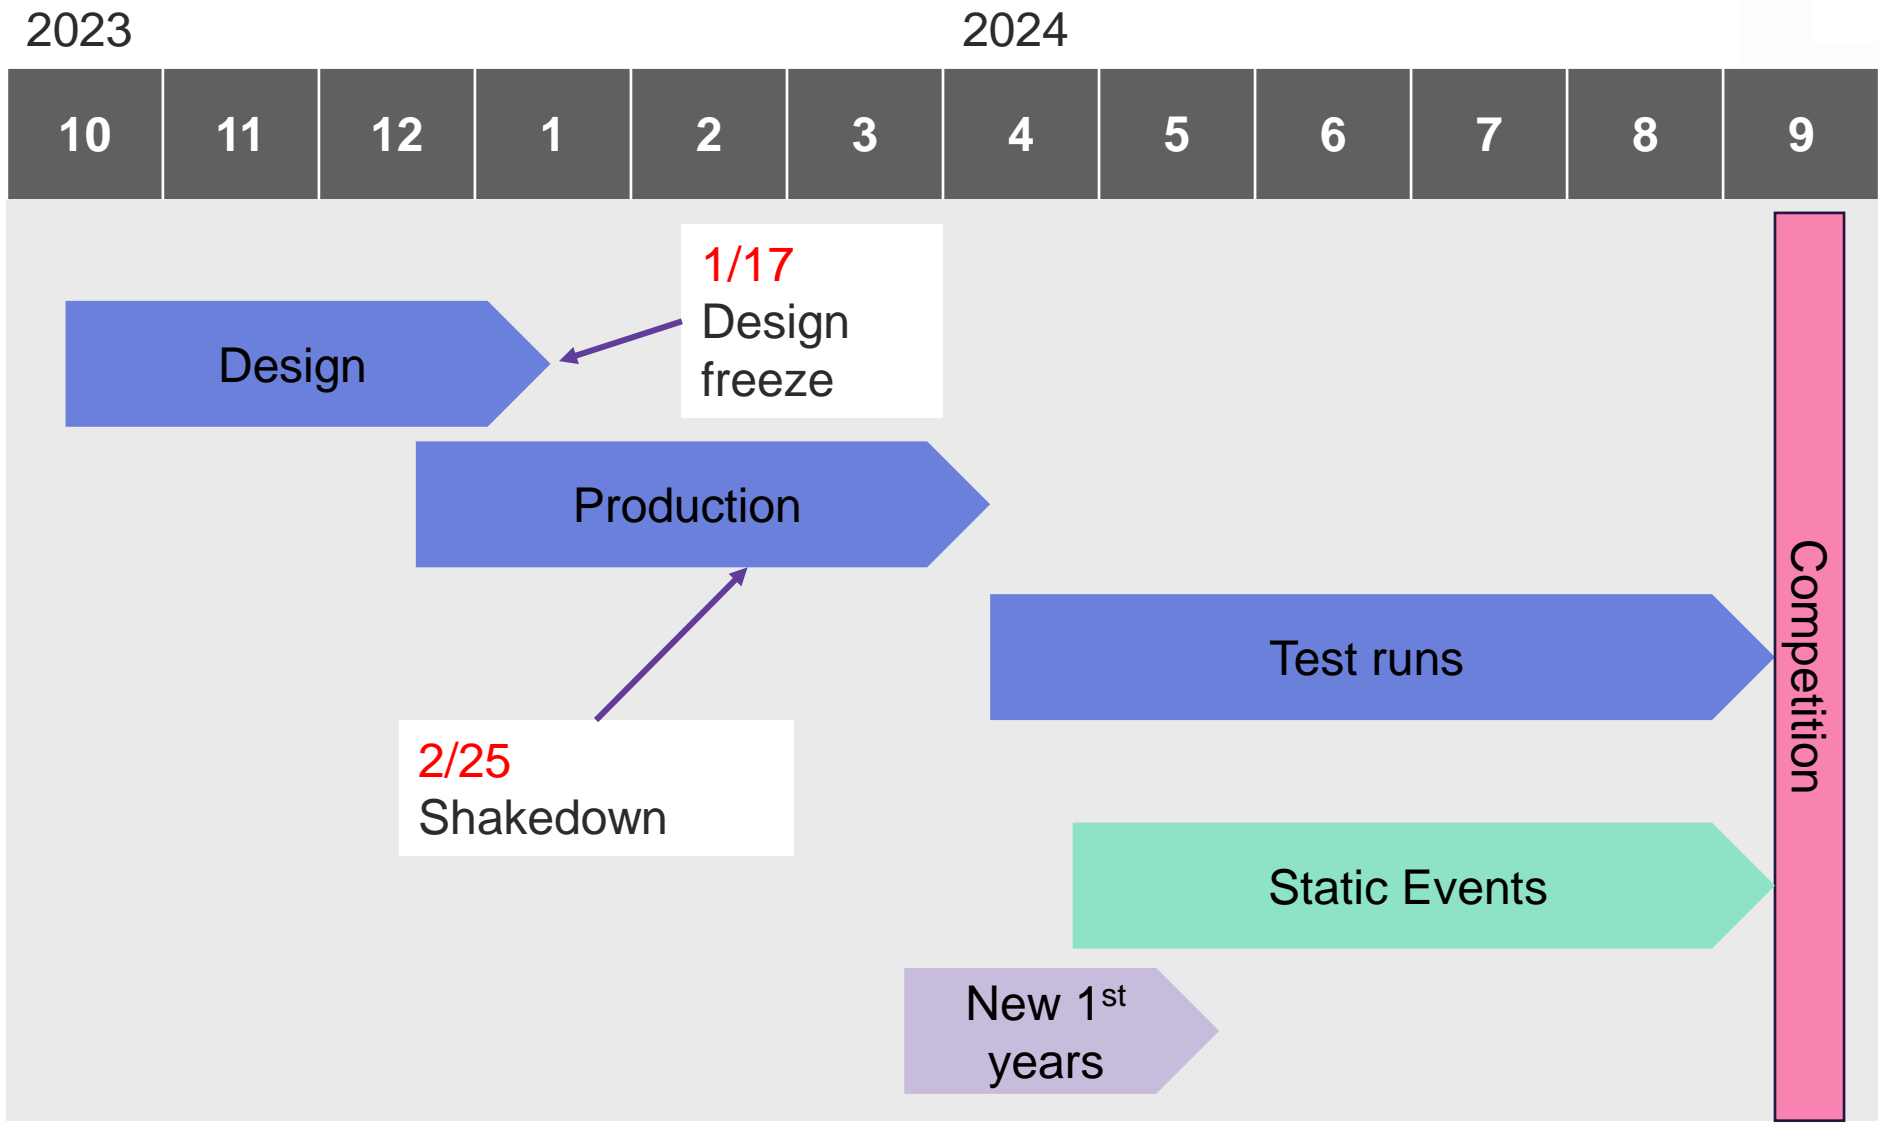 2023 2024
10 11 12 1 2 3 4 5 6 7 8 9
1/17
Design
freeze
Design
Production
Test runs
2/25
Shakedown
Static Events
New 1st
years
Competition